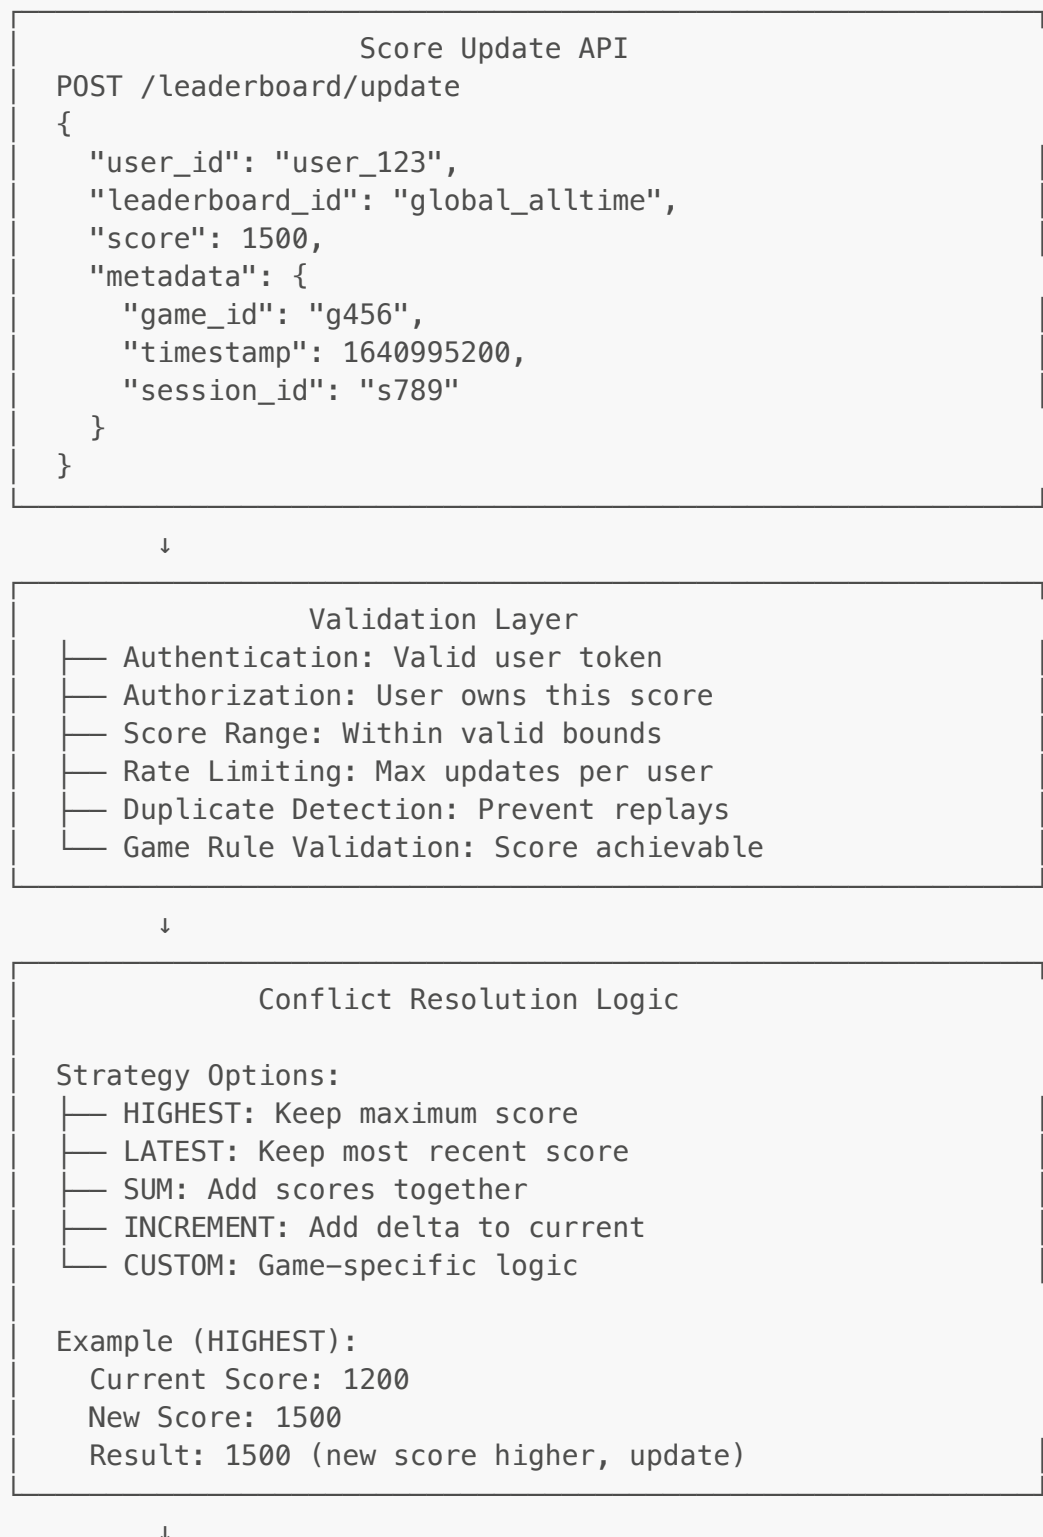 Score Update API
POST /leaderboard/update
{
"user_id": "user_123",
"leaderboard_id": "global_alltime",
"score": 1500,
"metadata": {
"game_id": "g456",
"timestamp": 1640995200,
"session_id": "s789"
}
}
↓
Validation Layer
├── Authentication: Valid user token
├── Authorization: User owns this score
├── Score Range: Within valid bounds
├── Rate Limiting: Max updates per user
├── Duplicate Detection: Prevent replays
└── Game Rule Validation: Score achievable
↓
Conflict Resolution Logic
Strategy Options:
├── HIGHEST: Keep maximum score
├── LATEST: Keep most recent score
├── SUM: Add scores together
├── INCREMENT: Add delta to current
└── CUSTOM: Game-specific logic
Example (HIGHEST):
Current Score: 1200
New Score: 1500
Result: 1500 (new score higher, update)
↓